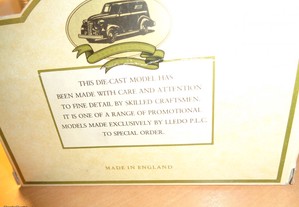 THIS DIE-CAST MODEL HAS
BEEN MADE WITH CARE AND ATTENTION
TO FINE DETAIL BY SKILLED CRAFTSMEN.
IT IS ONE OF A RANGE OF PROMOTIONAL
MODELS MADE EXCLUSIVELY BY LLEDO P.L.C.
TO SPECIAL ORDER.
MADE IN ENGLAND